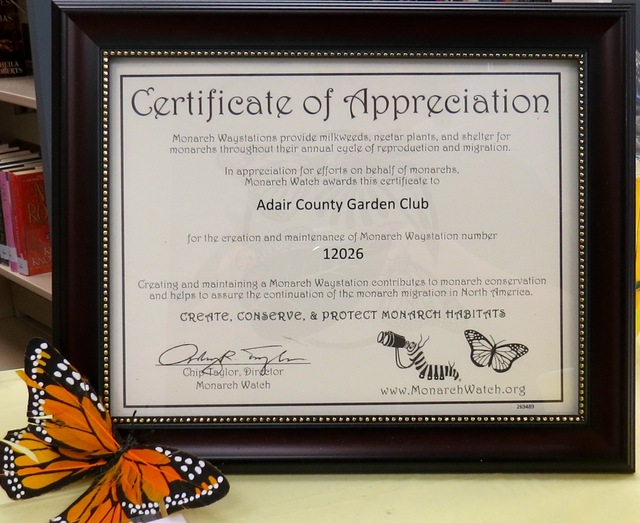 Certificate of Appreciation
Monarch Waystations provide milkweeds, nectar plants, and shelter for
monarchs throughout their annual cycle of reproduction and migration.
In appreciation for efforts on behalf of monarchs,
Monarch Watch awards this certificate to
Adair County Garden Club
for the creation and maintenance of Monarch Waystation number
12026
Creating and maintaining a Monarch Waystation contributes to monarch conservation
and helps to assure the continuation of the monarch migration in North America.
CREATE, CONSERVE, & PROTECT MONARCH HABITATS
Chip Taylor, Director
Monarch Watch
www.MonarchWatch.org
269483